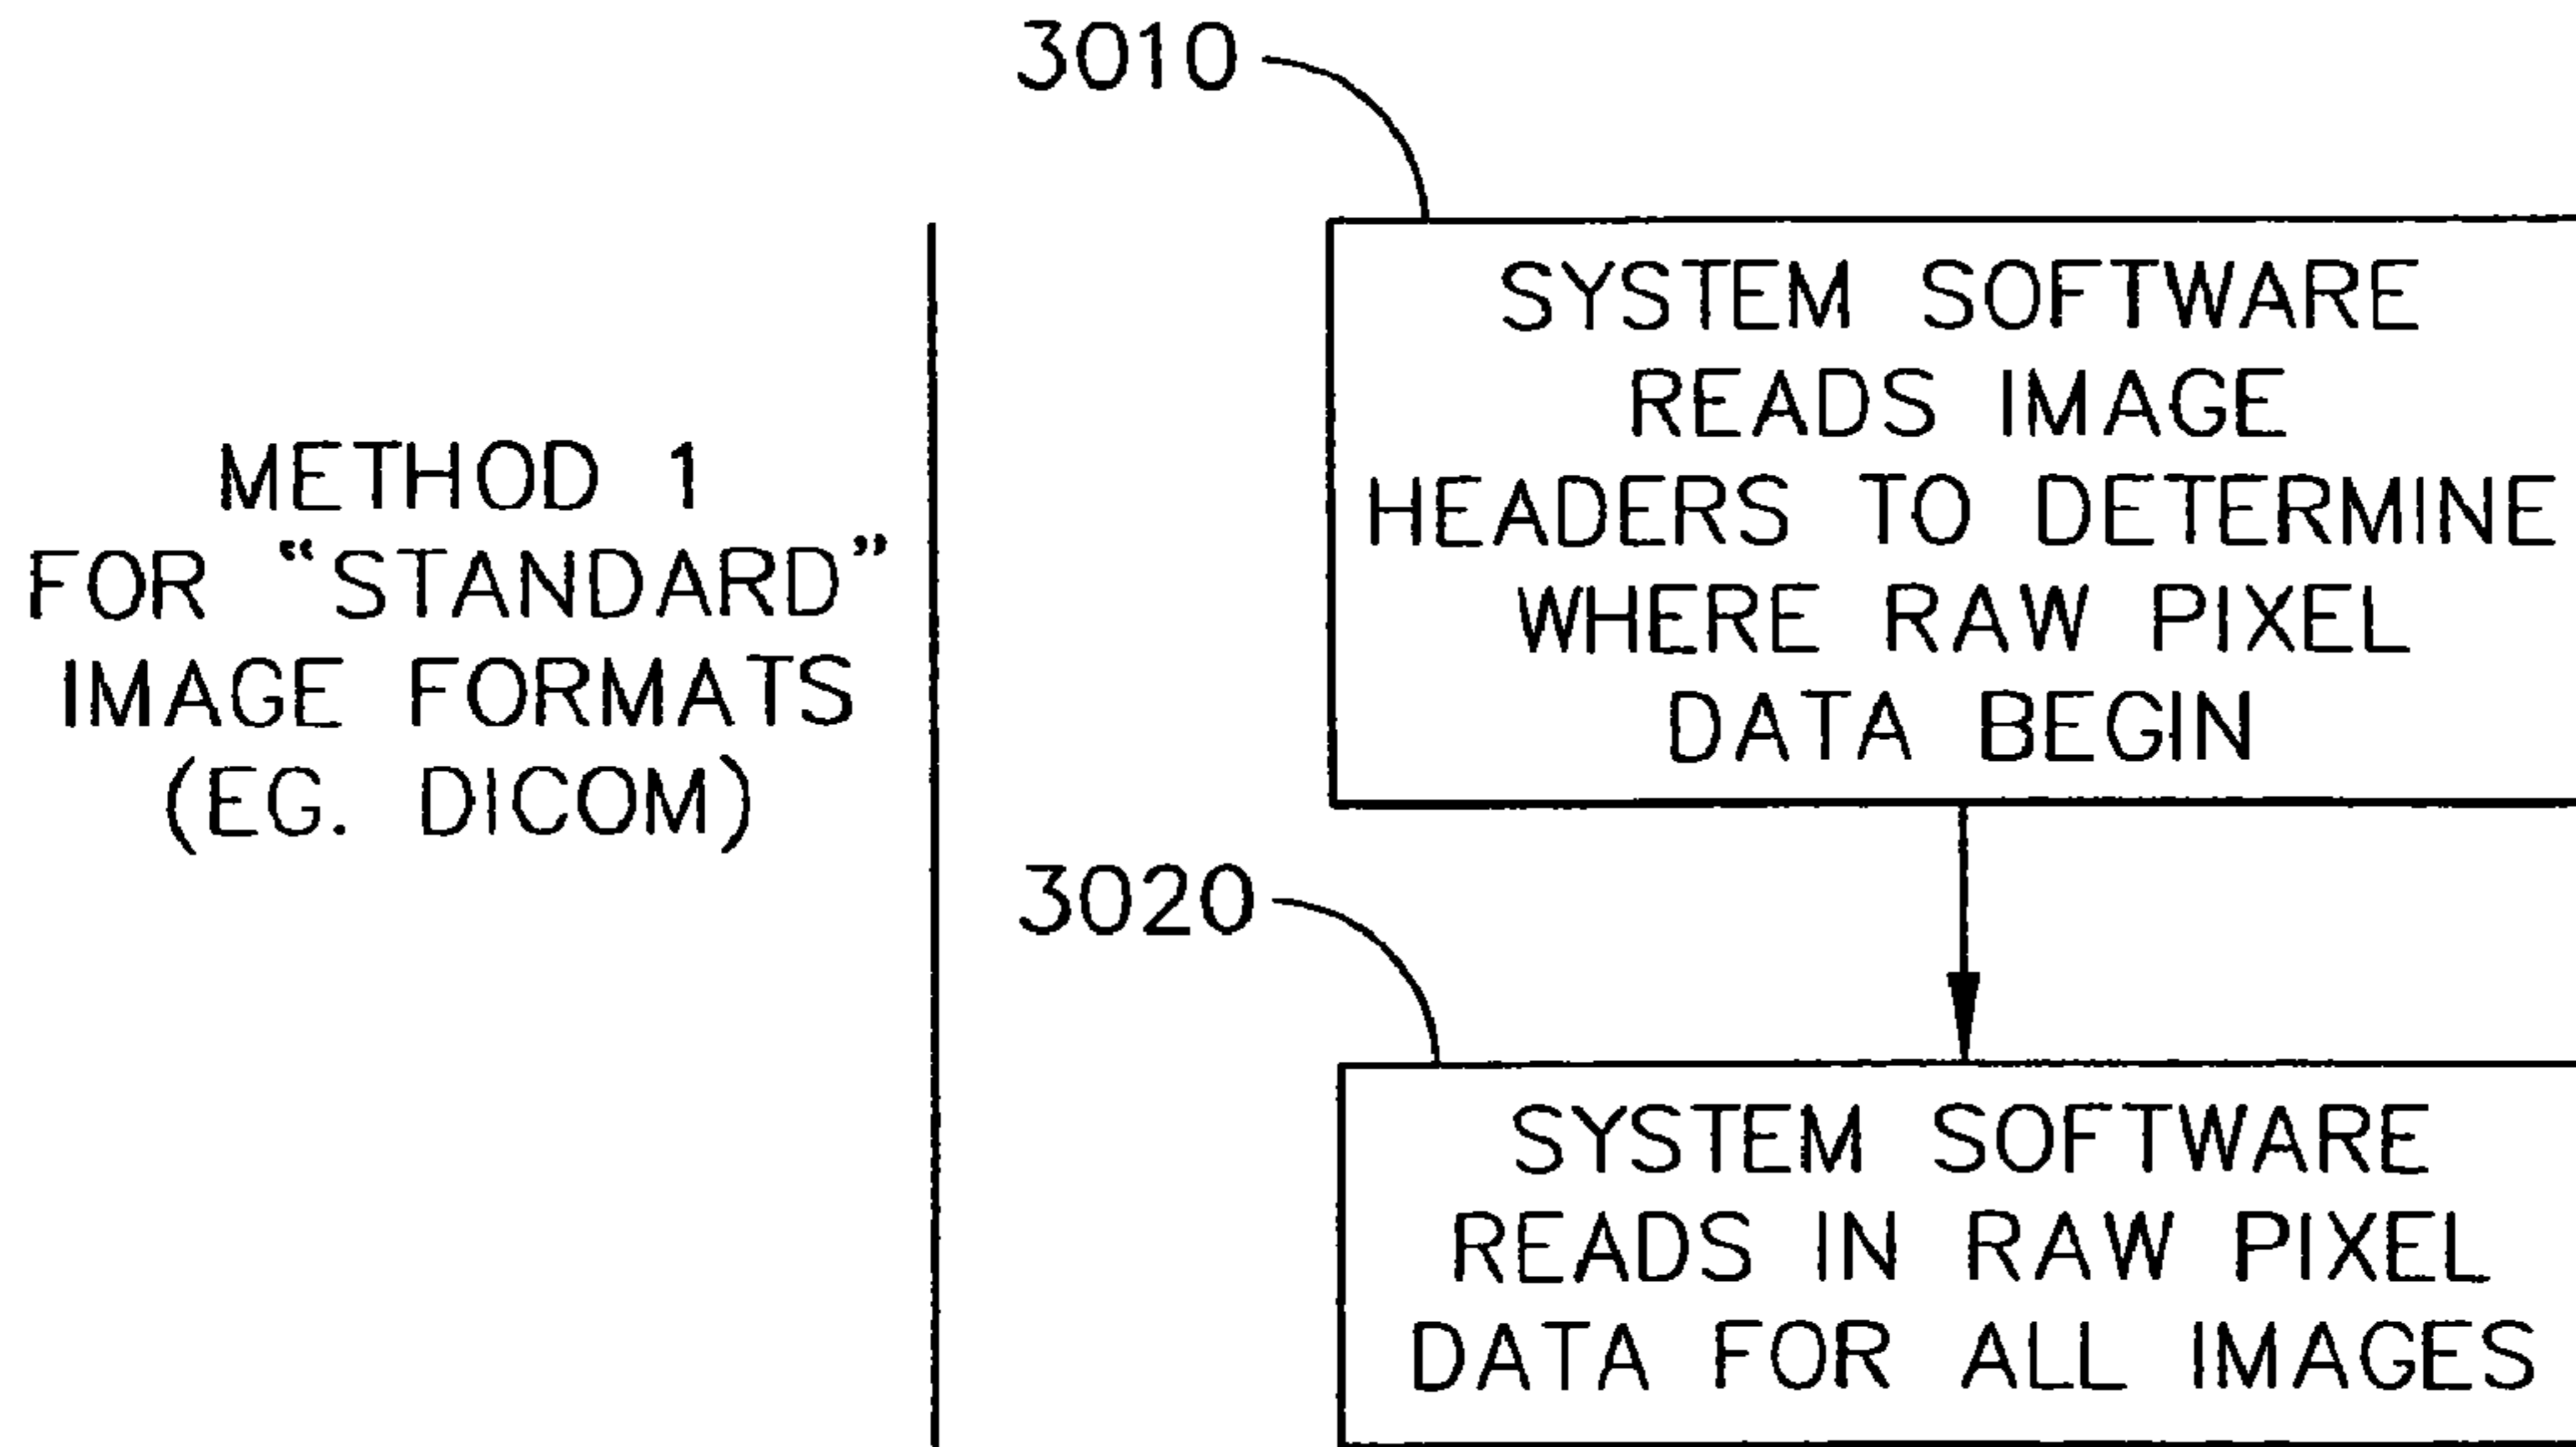 METHOD 1
FOR “STANDARD”
IMAGE FORMATS
(EG. DICOM)
3010
SYSTEM SOFTWARE
READS IMAGE
HEADERS TO DETERMINE
WHERE RAW PIXEL
DATA BEGIN
3020
SYSTEM SOFTWARE
READS IN RAW PIXEL
DATA FOR ALL IMAGES